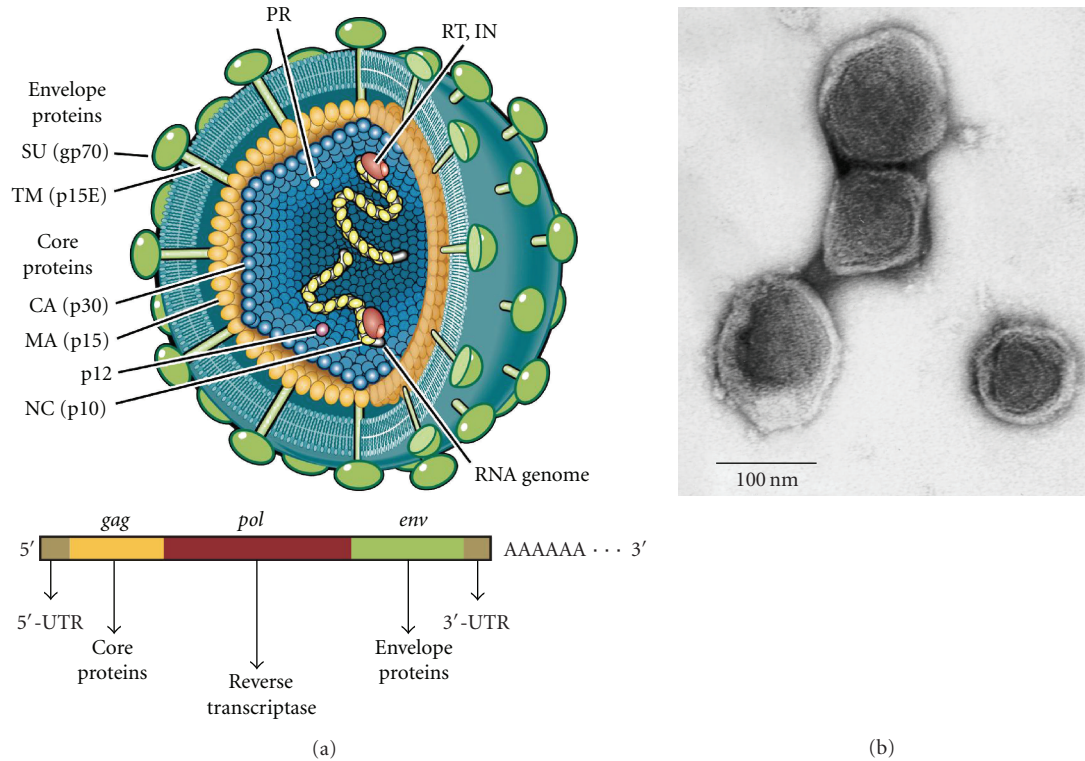 PR
RT, IN
Envelope
proteins
SU (gp70)
TM (p15E)
Core
proteins
CA (p30)
MA (p15)
p12
NC (p10)
RNA genome
100 nm
gag
pol
env
5′
AAAAAA · · · 3′
5′-UTR
3′-UTR
Core
proteins
Envelope
proteins
Reverse
transcriptase
(a)
(b)